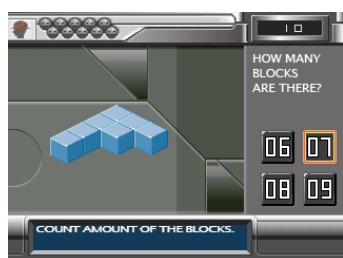 10
HOW MANY
BLOCKS
ARE THERE?
06 07
08 09
COUNT AMOUNT OF THE BLOCKS.